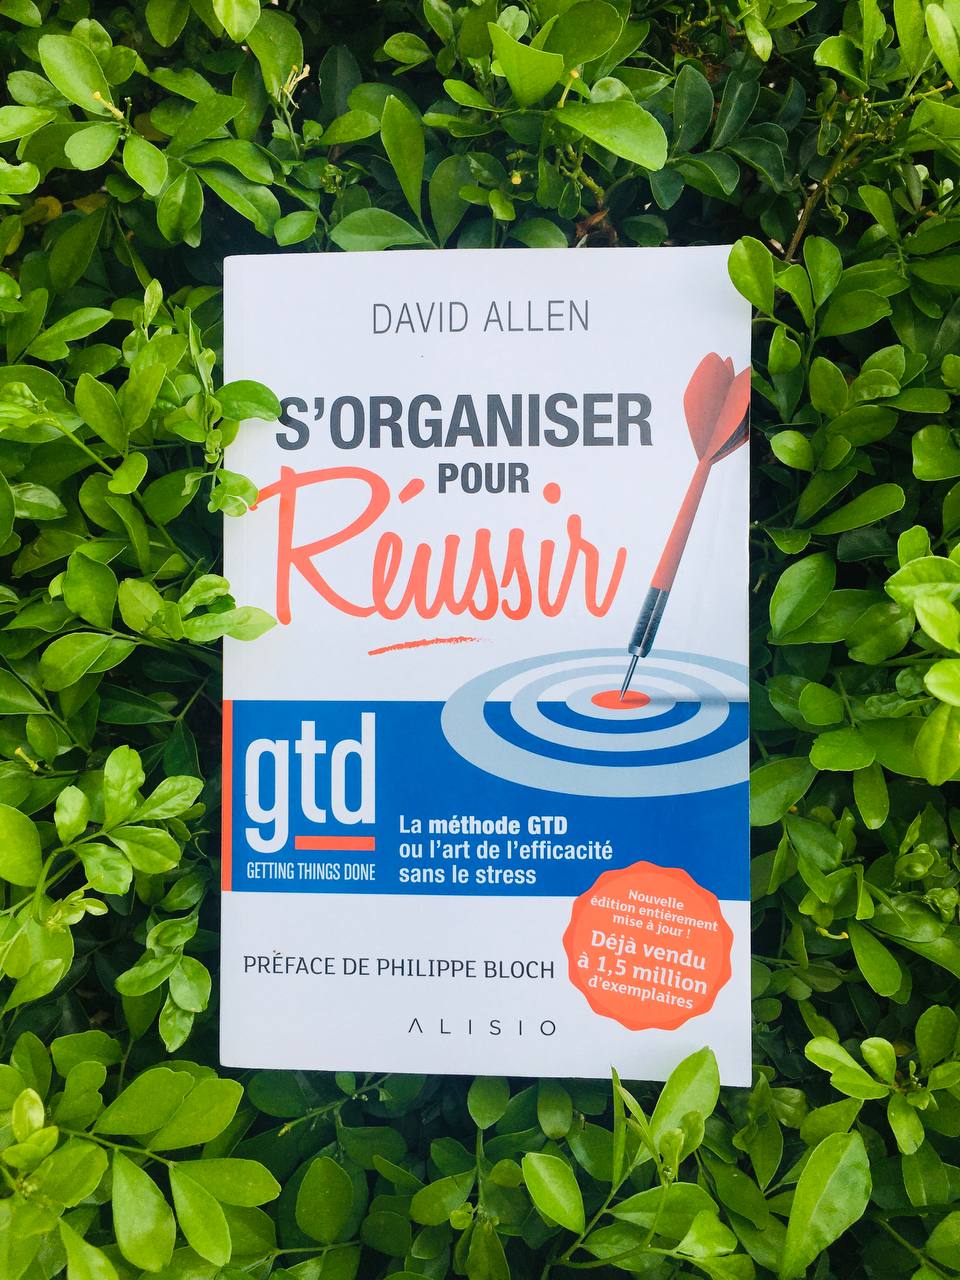 DAVID ALLEN
S'ORGANISER
POUR
Réussir
gtd
GETTING THINGS DONE
La méthode GTD
ou l'art de l'efficacité
sans le stress
Nouvelle
édition entièrement
mise à jour !
Déjà vendu
à 1,5 million
d'exemplaires
PRÉFACE DE PHILIPPE BLOCH
ALISIO